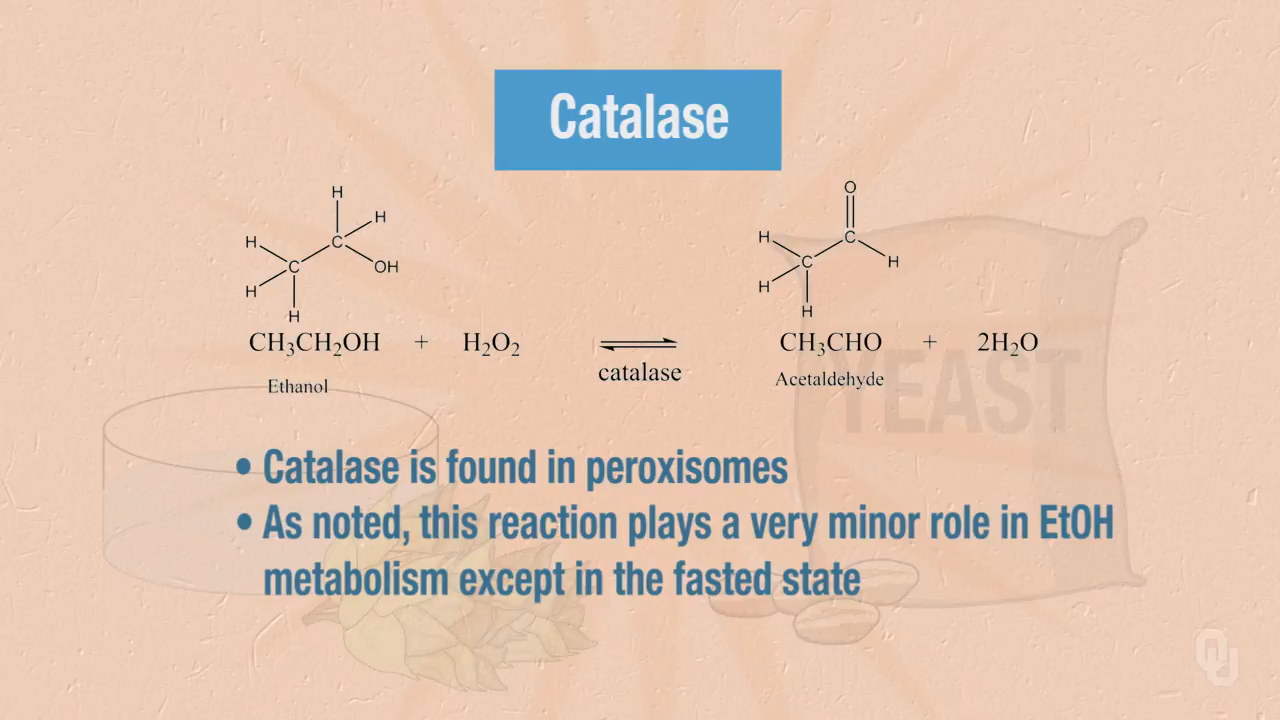 Catalase
H
H
H
C
C
OH
H
H
O
H
C
C
H
H
H
CH₃CH₂OH + H₂O₂ ⇌ CH₃CHO + 2H₂O
catalase
Ethanol
Acetaldehyde
YEAST
• Catalase is found in peroxisomes
• As noted, this reaction plays a very minor role in EtOH
metabolism except in the fasted state
OU